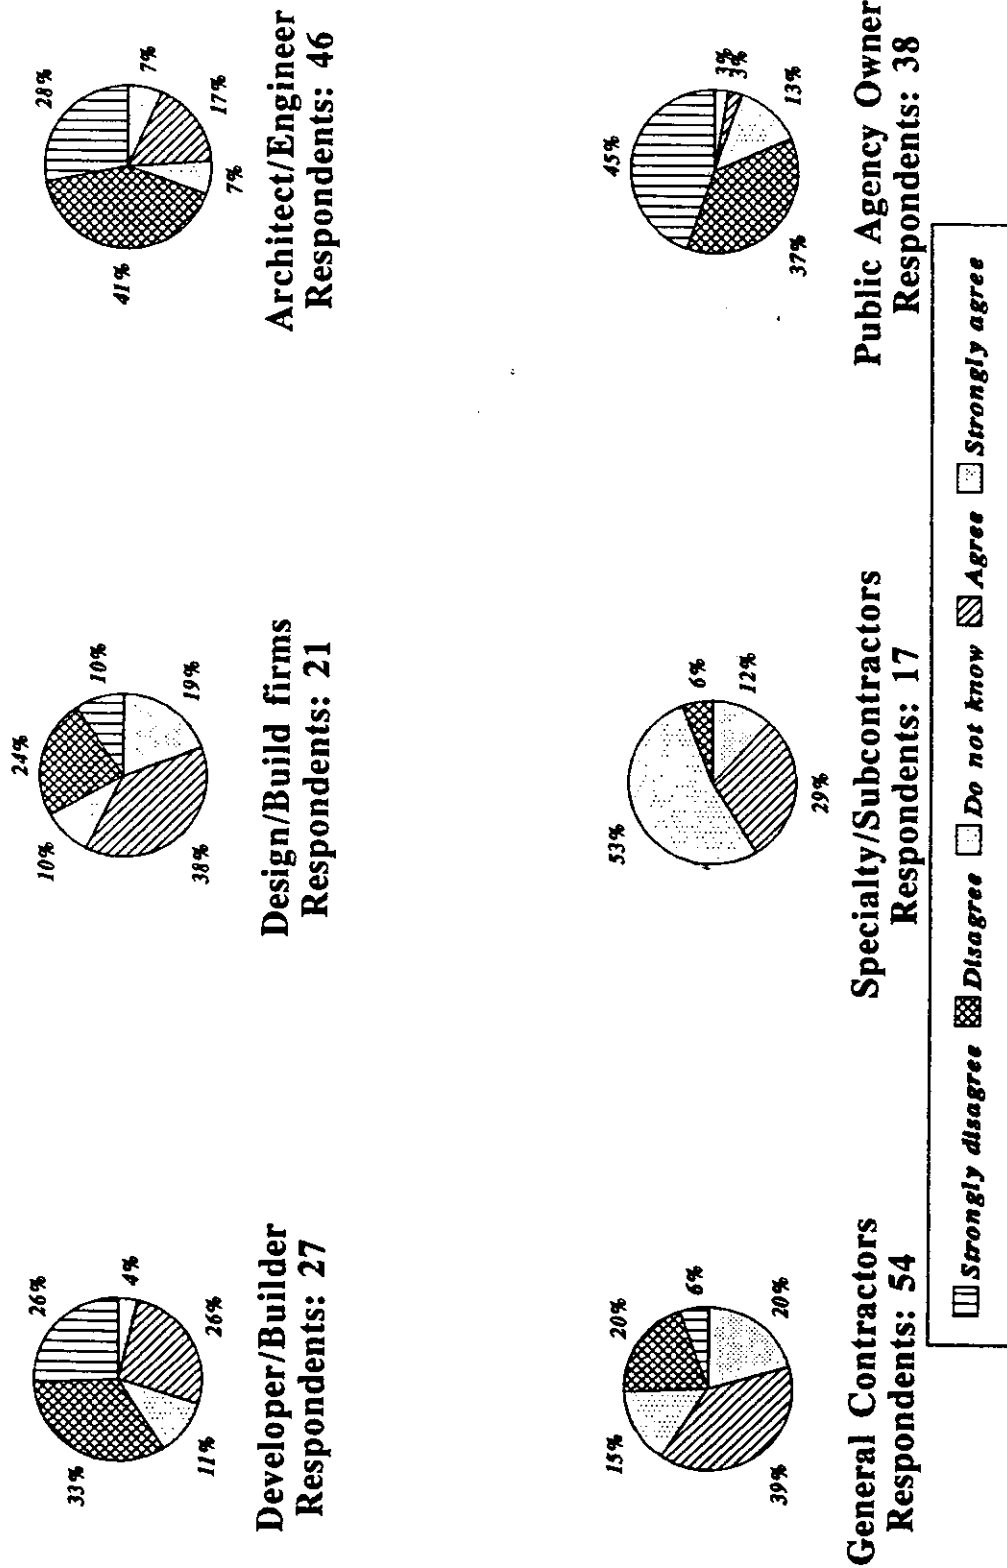 26%
4%
26%
11%
33%
Developer/Builder
Respondents: 27
24%
10%
19%
38%
10%
Design/Build firms
Respondents: 21
28%
7%
17%
7%
41%
Architect/Engineer
Respondents: 46
20%
6%
20%
39%
15%
General Contractors
Respondents: 54
6%
12%
29%
53%
Specialty/Subcontractors
Respondents: 17
45%
3%
3%
13%
37%
Public Agency Owner
Respondents: 38
Strongly disagree Disagree Do not know Agree Strongly agree